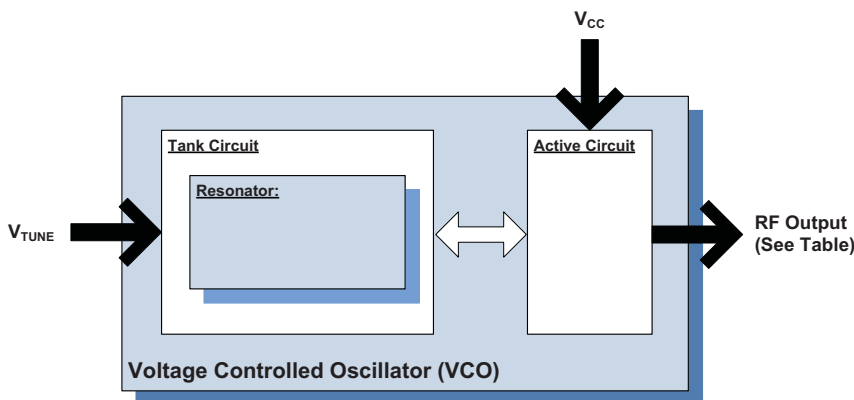 VCC
Tank Circuit
Active Circuit
Resonator:
VTUNE
RF Output
(See Table)
Voltage Controlled Oscillator (VCO)